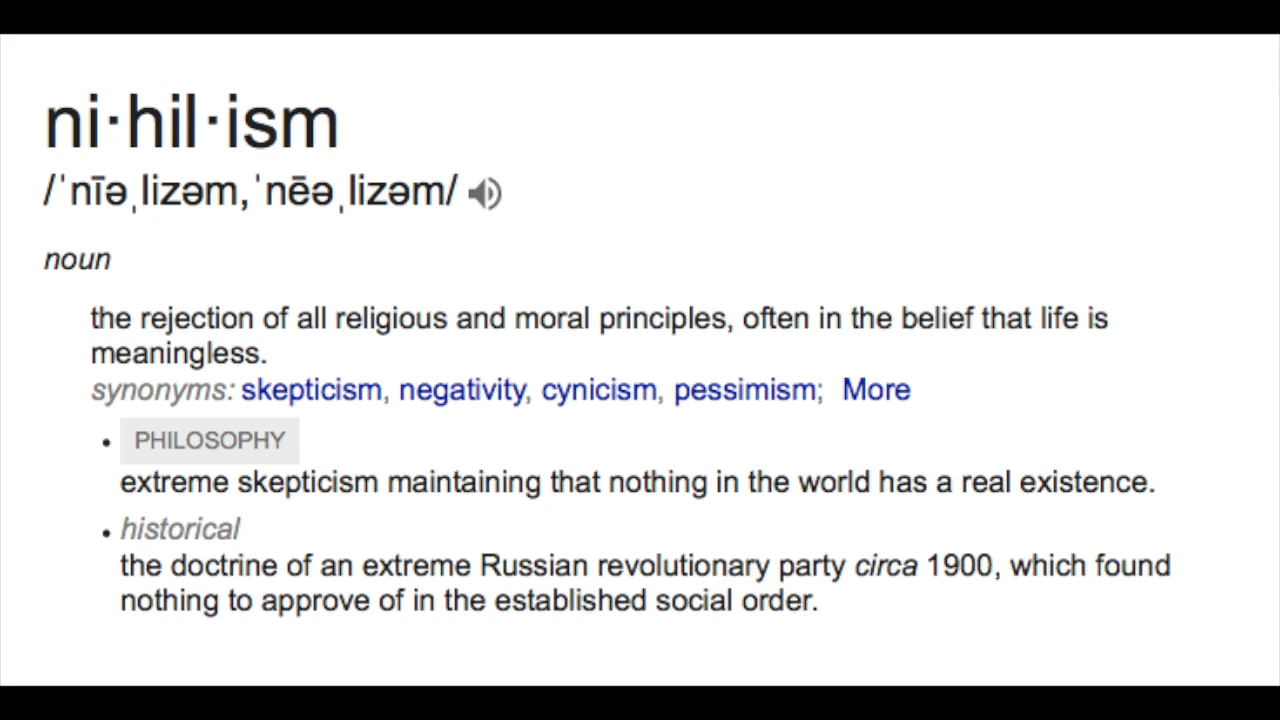 ni·hil·ism
/ˈnīəˌlizəm,ˈnēəˌlizəm/
noun
the rejection of all religious and moral principles, often in the belief that life is
meaningless.
synonyms: skepticism, negativity, cynicism, pessimism; More
• PHILOSOPHY
extreme skepticism maintaining that nothing in the world has a real existence.
• historical
the doctrine of an extreme Russian revolutionary party circa 1900, which found
nothing to approve of in the established social order.